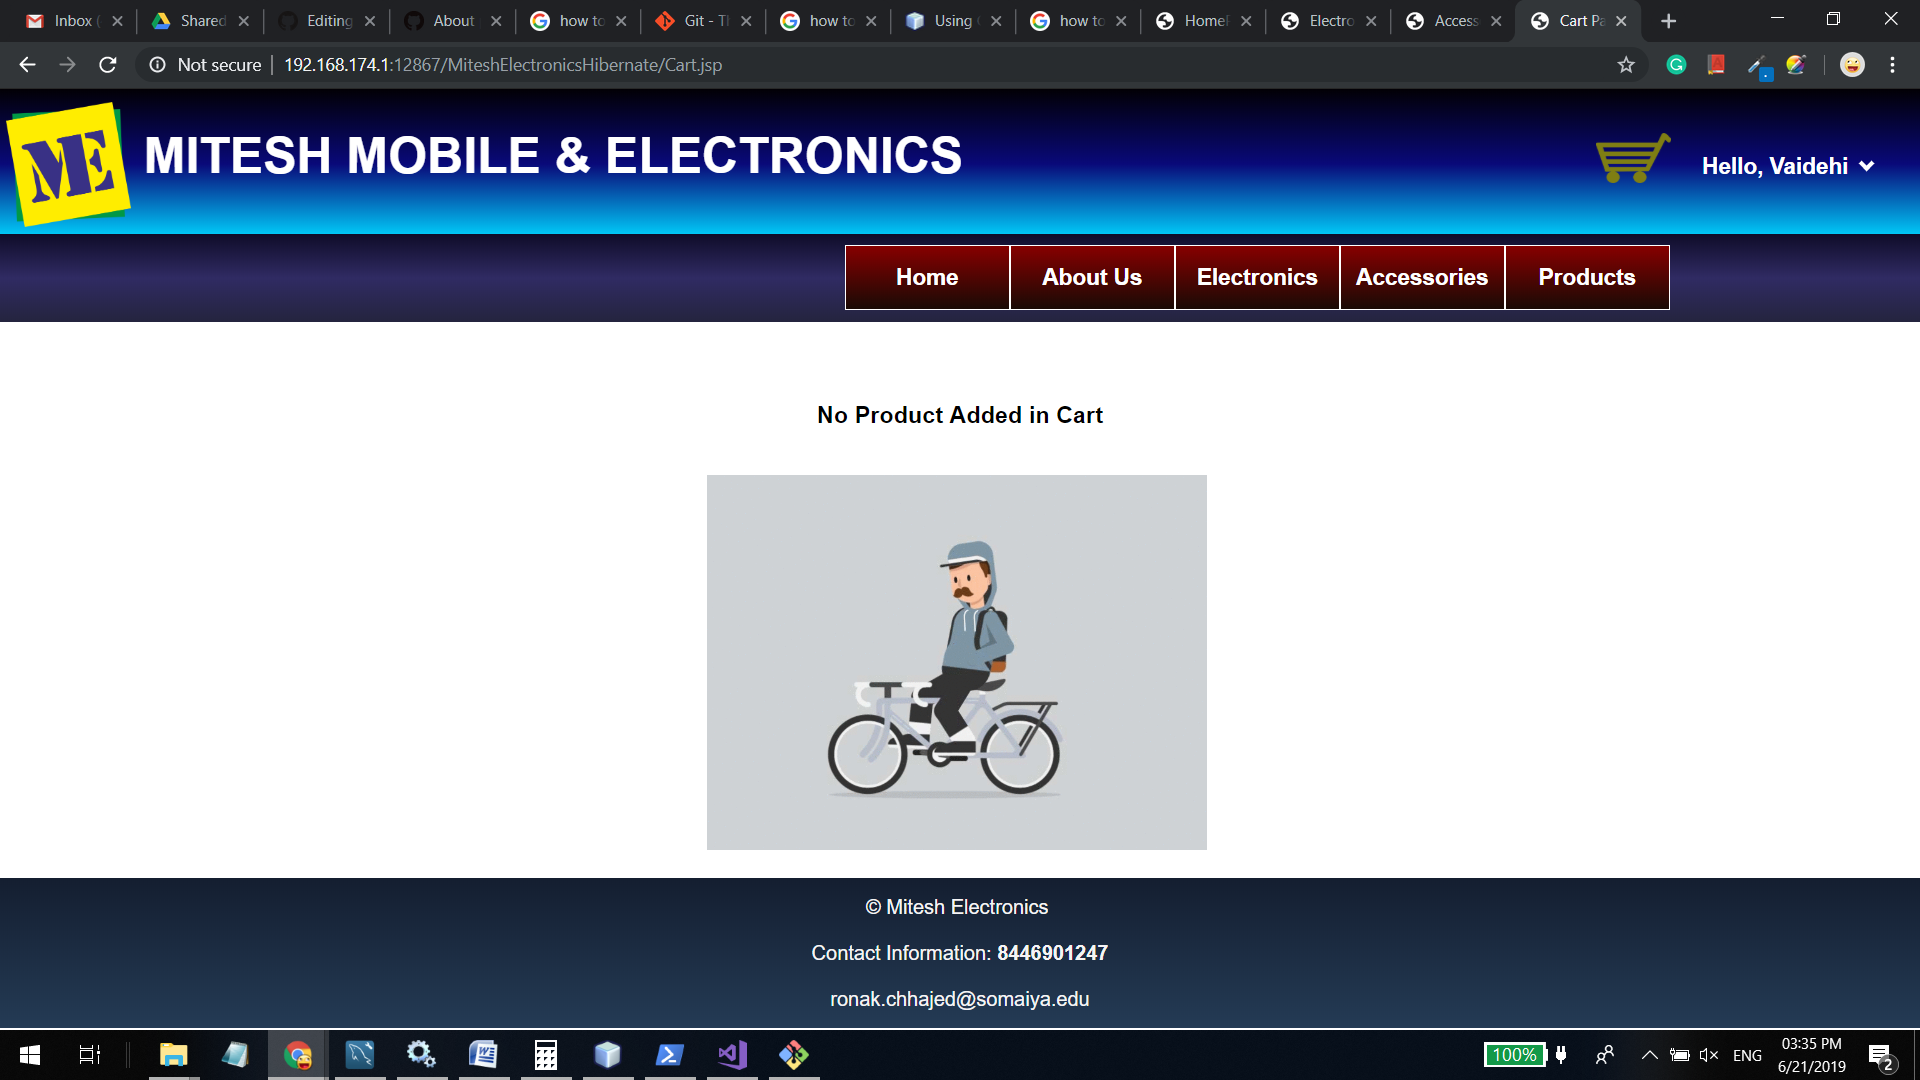 Inbox (
Shared
Editing
About
how to
Git - Th
how to
Using
how to
HomeP
Electro
Access
Cart Pa
Not secure
192.168.174.1:12867/MiteshElectronicsHibernate/Cart.jsp
ME
MITESH MOBILE & ELECTRONICS
Hello, Vaidehi
Home
About Us
Electronics
Accessories
Products
No Product Added in Cart
© Mitesh Electronics
Contact Information: 8446901247
ronak.chhajed@somaiya.edu
100%
ENG
03:35 PM
6/21/2019
2